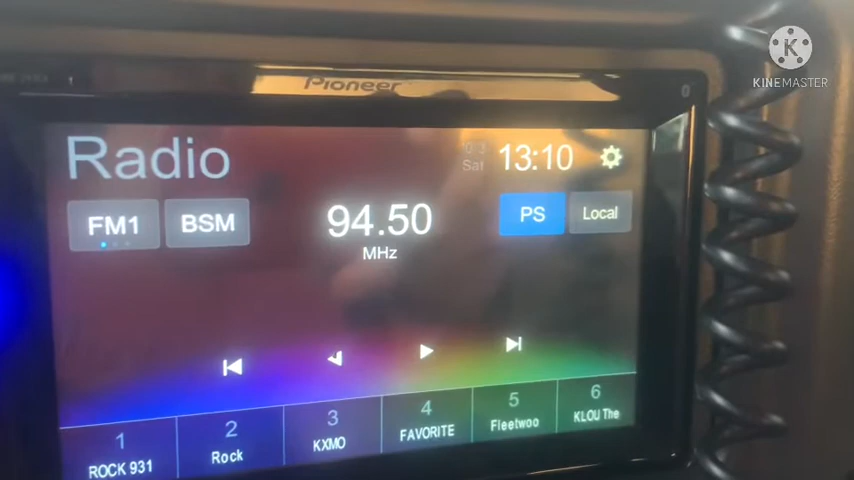 KINEMASTER
Pioneer
Radio
Sat
13:10
FM1
BSM
94.50
MHz
PS
Local
1
ROCK 931
2
Rock
3
KXMO
4
FAVORITE
5
Fleetwoo
6
KLOU The